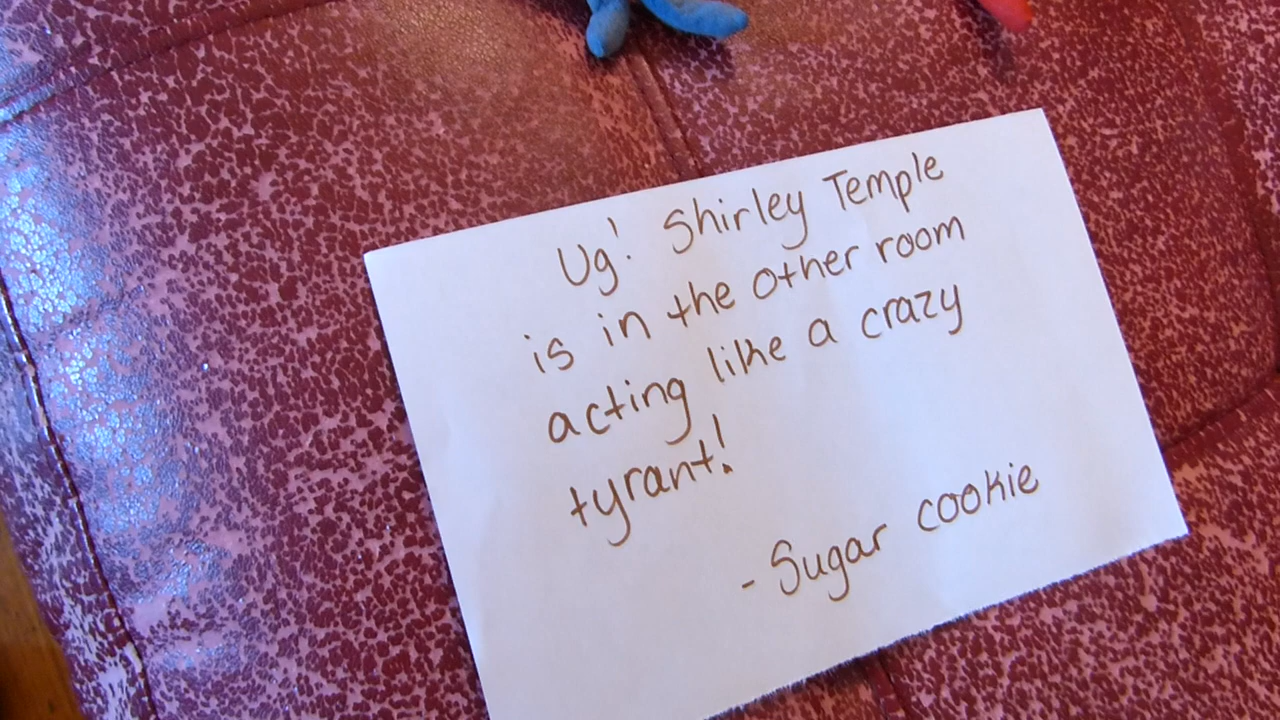 Ug! Shirley Temple
is in the other room
acting like a crazy
tyrant!
- Sugar cookie